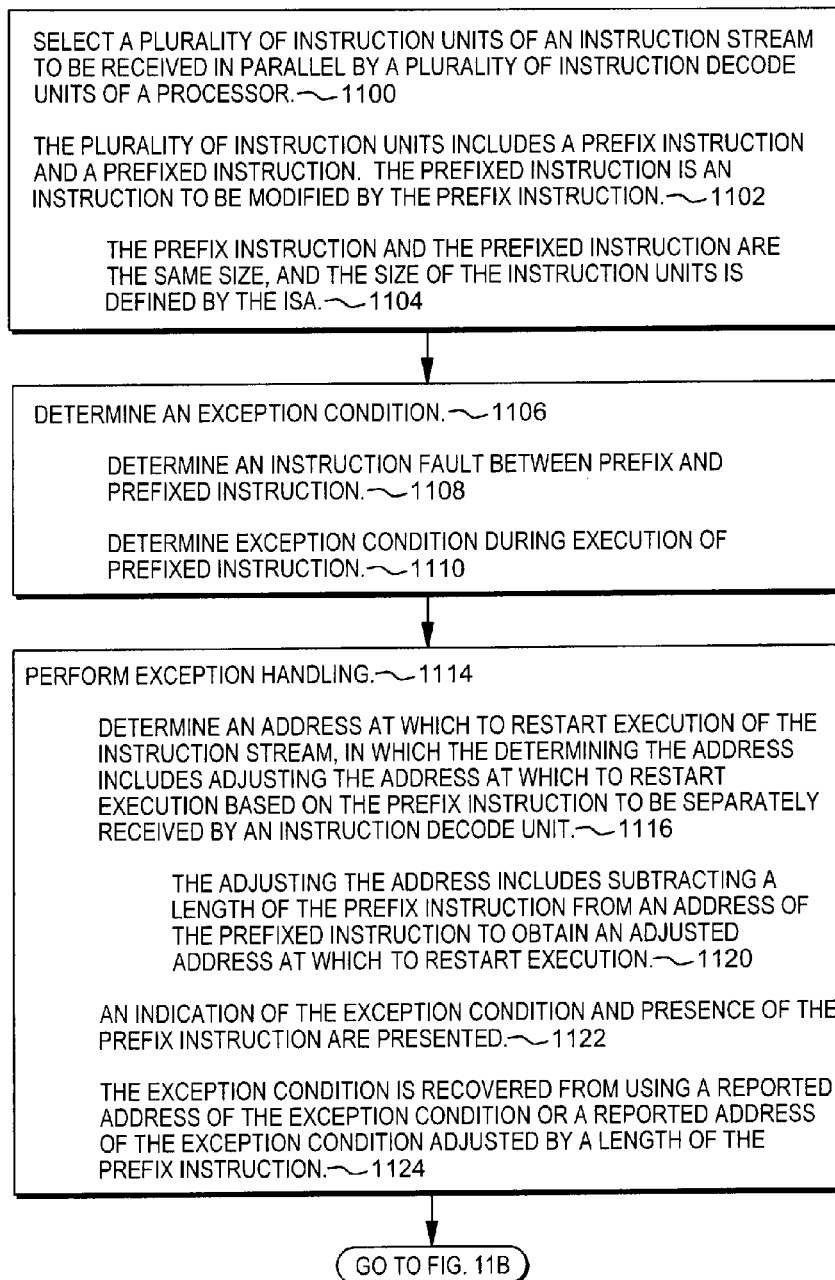 SELECT A PLURALITY OF INSTRUCTION UNITS OF AN INSTRUCTION STREAM
TO BE RECEIVED IN PARALLEL BY A PLURALITY OF INSTRUCTION DECODE
UNITS OF A PROCESSOR.~1100
THE PLURALITY OF INSTRUCTION UNITS INCLUDES A PREFIX INSTRUCTION
AND A PREFIXED INSTRUCTION. THE PREFIXED INSTRUCTION IS AN
INSTRUCTION TO BE MODIFIED BY THE PREFIX INSTRUCTION.~1102
THE PREFIX INSTRUCTION AND THE PREFIXED INSTRUCTION ARE
THE SAME SIZE, AND THE SIZE OF THE INSTRUCTION UNITS IS
DEFINED BY THE ISA.~1104
DETERMINE AN EXCEPTION CONDITION.~1106
DETERMINE AN INSTRUCTION FAULT BETWEEN PREFIX AND
PREFIXED INSTRUCTION.~1108
DETERMINE EXCEPTION CONDITION DURING EXECUTION OF
PREFIXED INSTRUCTION.~1110
PERFORM EXCEPTION HANDLING.~1114
DETERMINE AN ADDRESS AT WHICH TO RESTART EXECUTION OF THE
INSTRUCTION STREAM, IN WHICH THE DETERMINING THE ADDRESS
INCLUDES ADJUSTING THE ADDRESS AT WHICH TO RESTART
EXECUTION BASED ON THE PREFIX INSTRUCTION TO BE SEPARATELY
RECEIVED BY AN INSTRUCTION DECODE UNIT.~1116
THE ADJUSTING THE ADDRESS INCLUDES SUBTRACTING A
LENGTH OF THE PREFIX INSTRUCTION FROM AN ADDRESS OF
THE PREFIXED INSTRUCTION TO OBTAIN AN ADJUSTED
ADDRESS AT WHICH TO RESTART EXECUTION.~1120
AN INDICATION OF THE EXCEPTION CONDITION AND PRESENCE OF THE
PREFIX INSTRUCTION ARE PRESENTED.~1122
THE EXCEPTION CONDITION IS RECOVERED FROM USING A REPORTED
ADDRESS OF THE EXCEPTION CONDITION OR A REPORTED ADDRESS
OF THE EXCEPTION CONDITION ADJUSTED BY A LENGTH OF THE
PREFIX INSTRUCTION.~1124
GO TO FIG. 11B